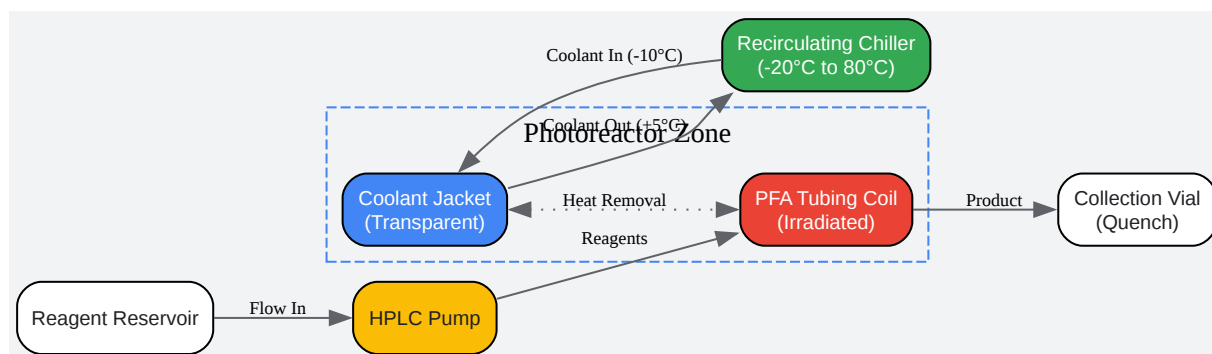 Recirculating Chiller
(-20°C to 80°C)
Coolant In (-10°C)
Coolant Out (+5°C)
Photoreactor Zone
Coolant Jacket
(Transparent)
Heat Removal
PFA Tubing Coil
(Irradiated)
Product
Collection Vial
(Quench)
Reagents
Reagent Reservoir
Flow In
HPLC Pump